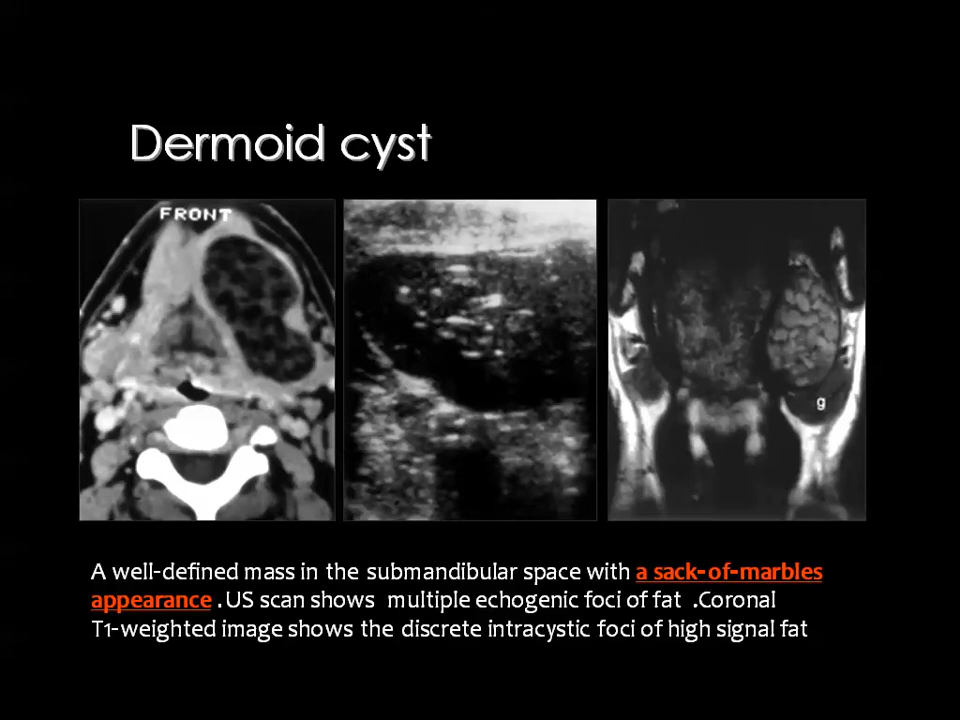 Dermoid cyst
FRONT
g
A well-defined mass in the submandibular space with a sack-of-marbles
appearance . US scan shows multiple echogenic foci of fat .Coronal
T1-weighted image shows the discrete intracystic foci of high signal fat